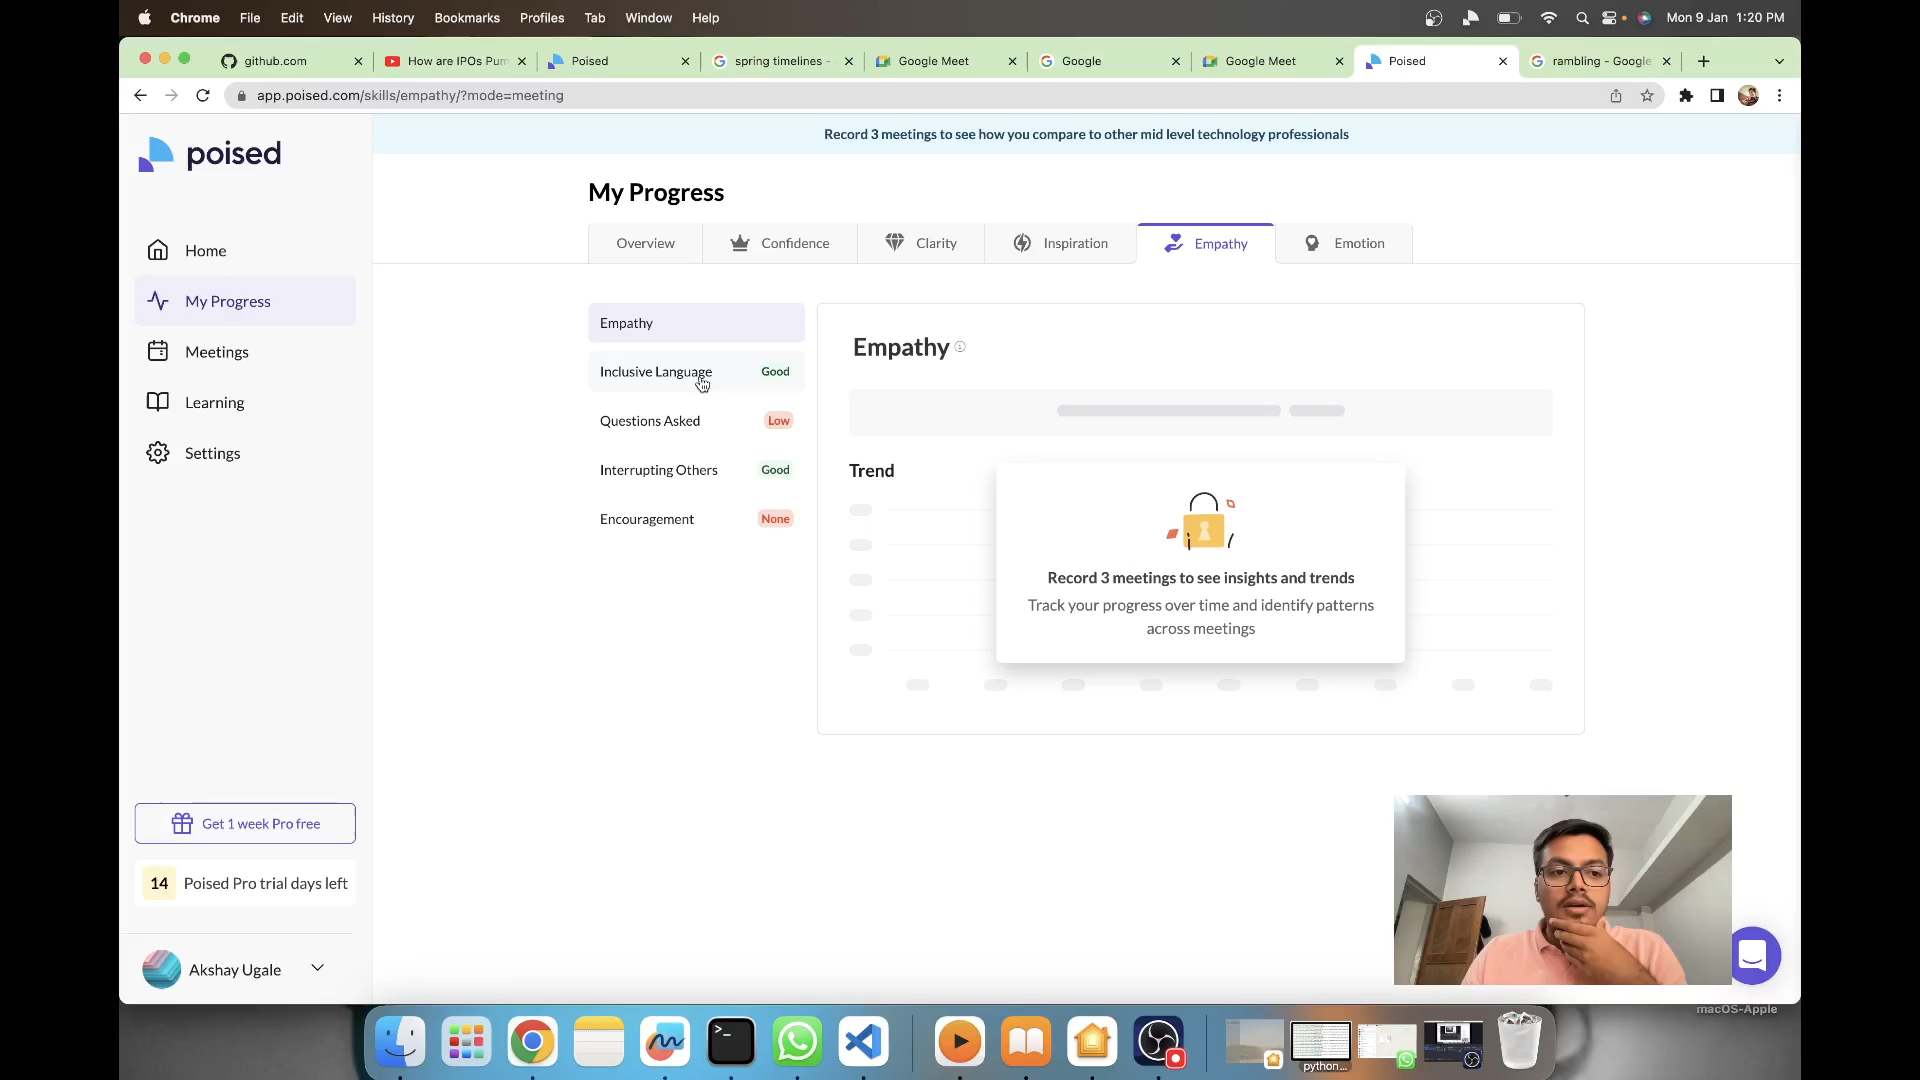 Chrome File Edit View History Bookmarks Profiles Tab Window Help Mon 9 Jan 1:20 PM
github.com How are IPOs Pum Poised spring timelines - Google Meet Google Google Meet Poised rambling - Google
app.poised.com/skills/empathy/?mode=meeting
Record 3 meetings to see how you compare to other mid level technology professionals
poised
My Progress
Overview Confidence Clarity Inspiration Empathy Emotion
Home
My Progress
Meetings
Learning
Settings
Empathy
Inclusive Language Good
Questions Asked Low
Interrupting Others Good
Encouragement None
Empathy
Trend
Record 3 meetings to see insights and trends
Track your progress over time and identify patterns
across meetings
Get 1 week Pro free
14 Poised Pro trial days left
Akshay Ugale
macOS-Apple
python...